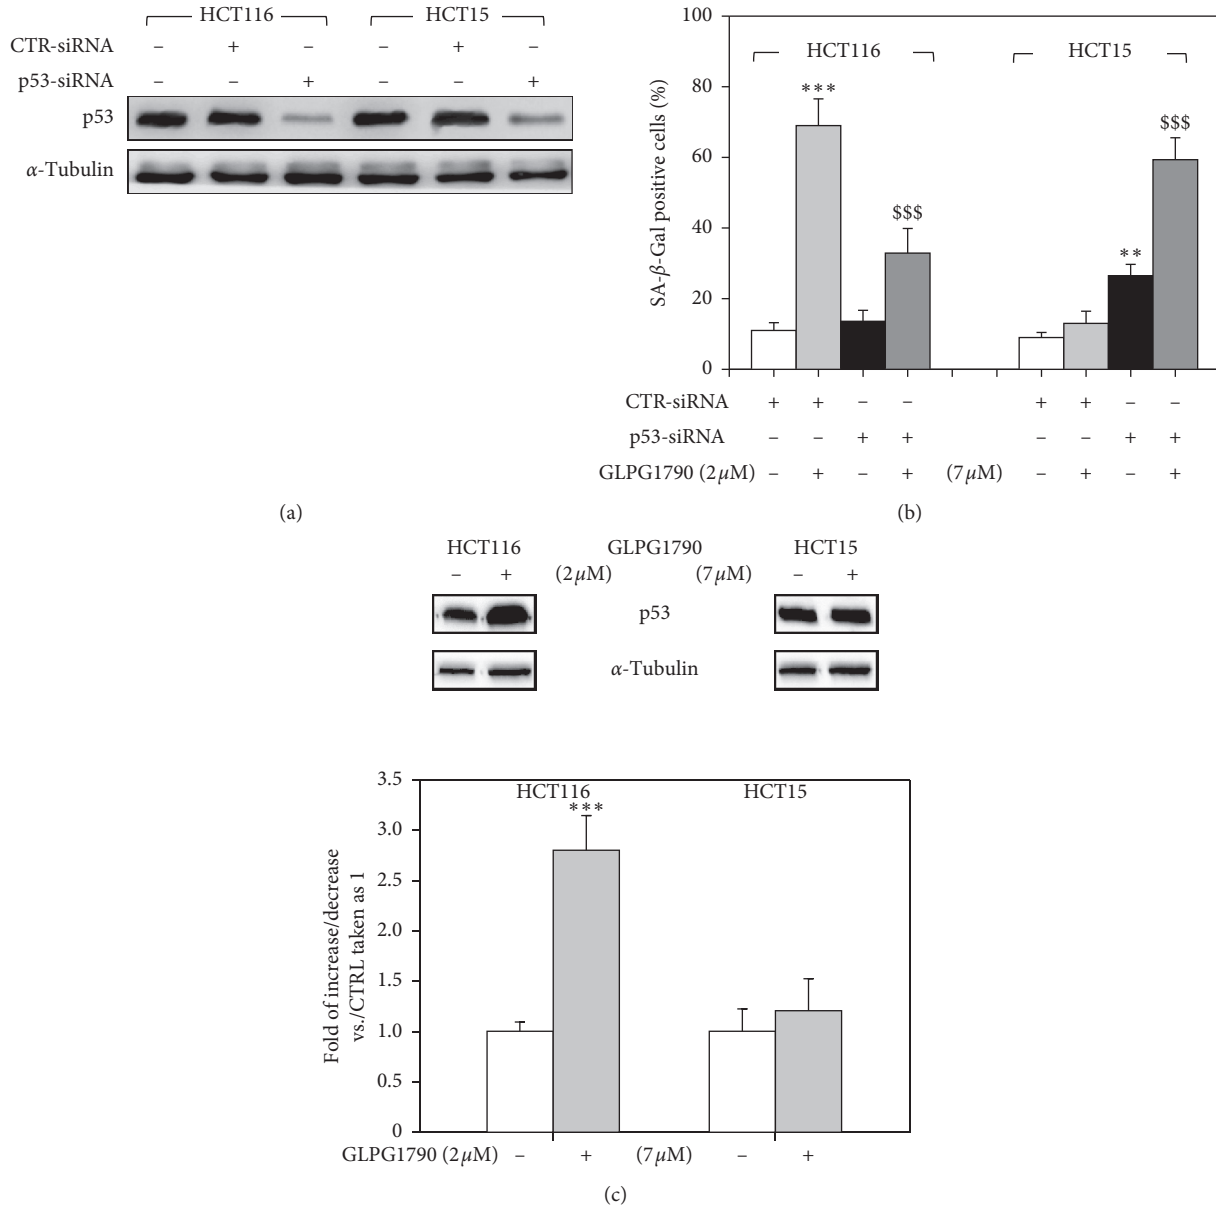 HCT116 HCT15
CTR-siRNA – + – – + –
p53-siRNA – – + – – +
p53
α-Tubulin
(a)
100
80
60
40
20
0
SA-β-Gal positive cells (%)
HCT116 HCT15
*** $$$ ** $$$
CTR-siRNA + + – – + + – –
p53-siRNA – – + + – – + +
GLPG1790 (2 μM) – + – + (7 μM) – + – +
(b)
HCT116 GLPG1790 HCT15
– + (2 μM) (7 μM) – +
p53
α-Tubulin
3.5
3.0
2.5
2.0
1.5
1.0
0.5
0
Fold of increase/decrease
vs./CTRL taken as 1
HCT116 HCT15
***
GLPG1790 (2 μM) – + (7 μM) – +
(c)